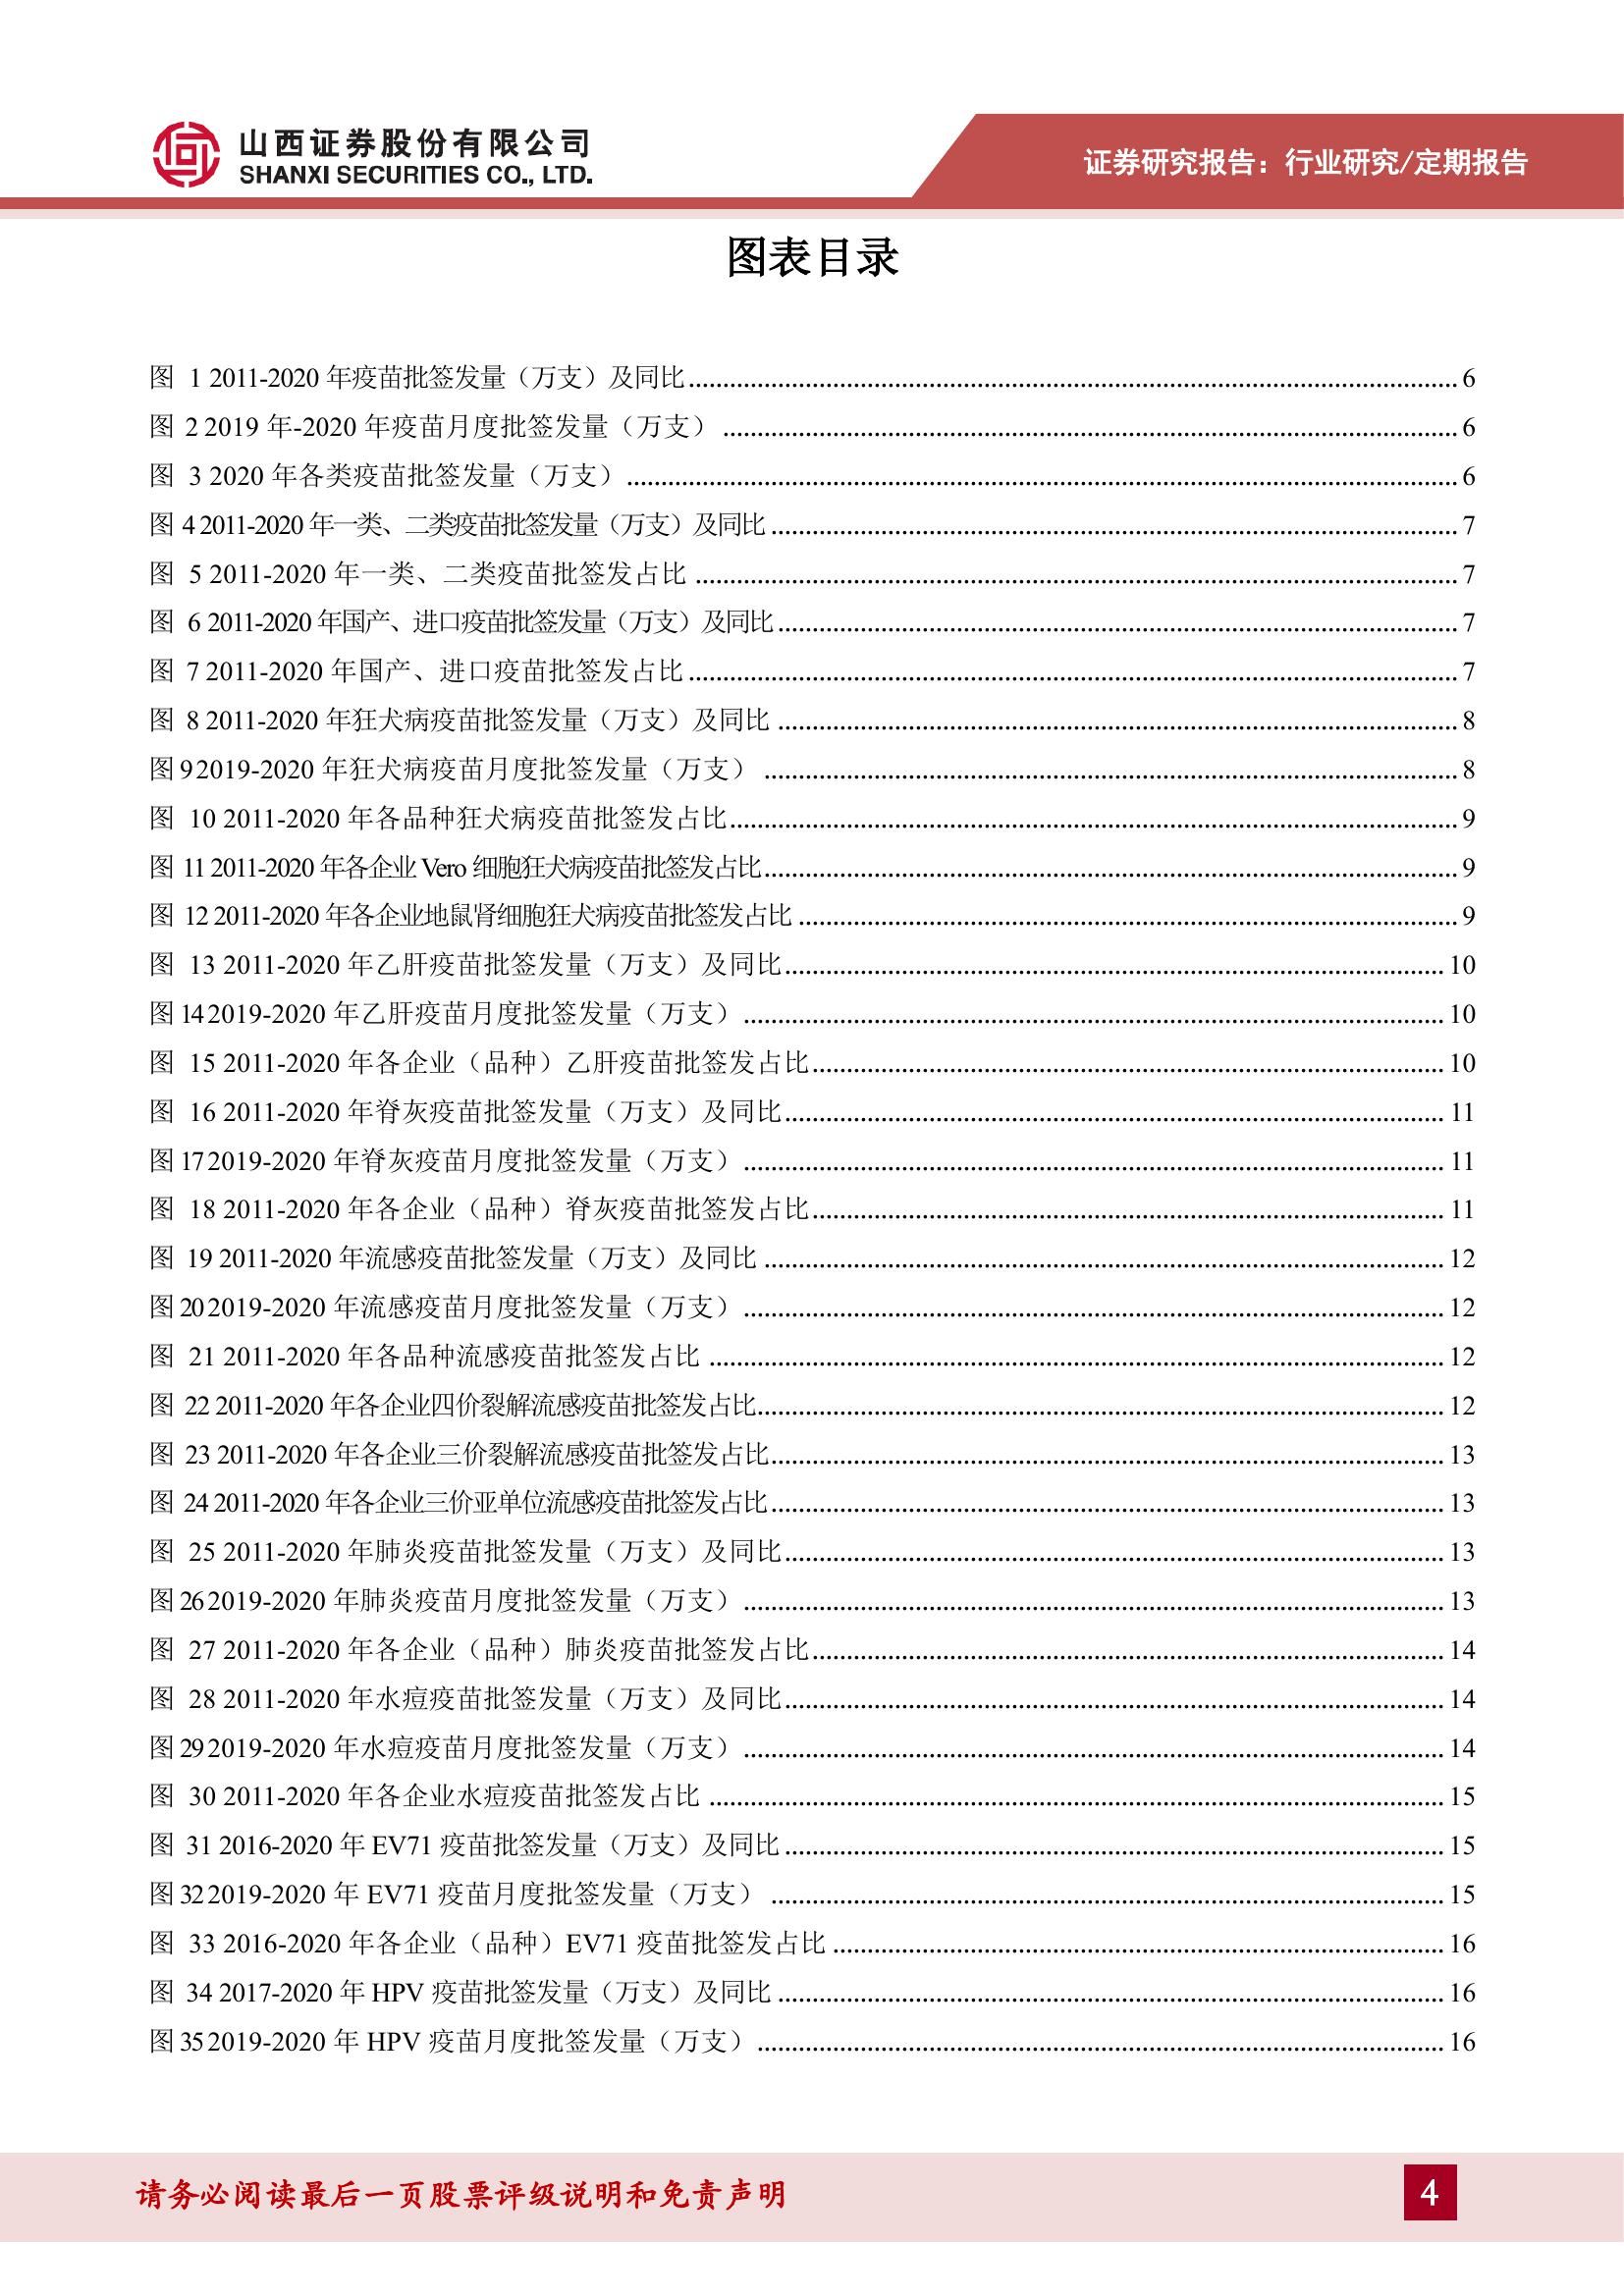 山西证券股份有限公司
SHANXI SECURITIES CO., LTD.
证券研究报告：行业研究/定期报告
图表目录
图 1 2011-2020 年疫苗批签发量（万支）及同比 6
图 2 2019 年-2020 年疫苗月度批签发量（万支） 6
图 3 2020 年各类疫苗批签发量（万支） 6
图 4 2011-2020 年一类、二类疫苗批签发量（万支）及同比 7
图 5 2011-2020 年一类、二类疫苗批签发占比 7
图 6 2011-2020 年国产、进口疫苗批签发量（万支）及同比 7
图 7 2011-2020 年国产、进口疫苗批签发占比 7
图 8 2011-2020 年狂犬病疫苗批签发量（万支）及同比 8
图 9 2019-2020 年狂犬病疫苗月度批签发量（万支） 8
图 10 2011-2020 年各品种狂犬病疫苗批签发占比 9
图 11 2011-2020 年各企业 Vero 细胞狂犬病疫苗批签发占比 9
图 12 2011-2020 年各企业地鼠肾细胞狂犬病疫苗批签发占比 9
图 13 2011-2020 年乙肝疫苗批签发量（万支）及同比 10
图 14 2019-2020 年乙肝疫苗月度批签发量（万支） 10
图 15 2011-2020 年各企业（品种）乙肝疫苗批签发占比 10
图 16 2011-2020 年脊灰疫苗批签发量（万支）及同比 11
图 17 2019-2020 年脊灰疫苗月度批签发量（万支） 11
图 18 2011-2020 年各企业（品种）脊灰疫苗批签发占比 11
图 19 2011-2020 年流感疫苗批签发量（万支）及同比 12
图 20 2019-2020 年流感疫苗月度批签发量（万支） 12
图 21 2011-2020 年各品种流感疫苗批签发占比 12
图 22 2011-2020 年各企业四价裂解流感疫苗批签发占比 12
图 23 2011-2020 年各企业三价裂解流感疫苗批签发占比 13
图 24 2011-2020 年各企业三价亚单位流感疫苗批签发占比 13
图 25 2011-2020 年肺炎疫苗批签发量（万支）及同比 13
图 26 2019-2020 年肺炎疫苗月度批签发量（万支） 13
图 27 2011-2020 年各企业（品种）肺炎疫苗批签发占比 14
图 28 2011-2020 年水痘疫苗批签发量（万支）及同比 14
图 29 2019-2020 年水痘疫苗月度批签发量（万支） 14
图 30 2011-2020 年各企业水痘疫苗批签发占比 15
图 31 2016-2020 年 EV71 疫苗批签发量（万支）及同比 15
图 32 2019-2020 年 EV71 疫苗月度批签发量（万支） 15
图 33 2016-2020 年各企业（品种）EV71 疫苗批签发占比 16
图 34 2017-2020 年 HPV 疫苗批签发量（万支）及同比 16
图 35 2019-2020 年 HPV 疫苗月度批签发量（万支） 16
请务必阅读最后一页股票评级说明和免责声明
4